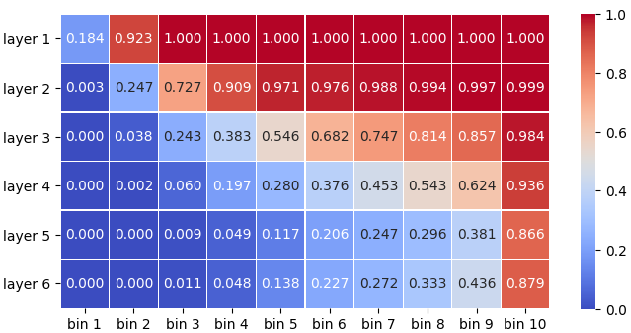 layer 1 0.184 0.923 1.000 1.000 1.000 1.000 1.000 1.000 1.000 1.000
layer 2 0.003 0.247 0.727 0.909 0.971 0.976 0.988 0.994 0.997 0.999
layer 3 0.000 0.038 0.243 0.383 0.546 0.682 0.747 0.814 0.857 0.984
layer 4 0.000 0.002 0.060 0.197 0.280 0.376 0.453 0.543 0.624 0.936
layer 5 0.000 0.000 0.009 0.049 0.117 0.206 0.247 0.296 0.381 0.866
layer 6 0.000 0.000 0.011 0.048 0.138 0.227 0.272 0.333 0.436 0.879
bin 1 bin 2 bin 3 bin 4 bin 5 bin 6 bin 7 bin 8 bin 9 bin 10
1.0
0.8
0.6
0.4
0.2
0.0